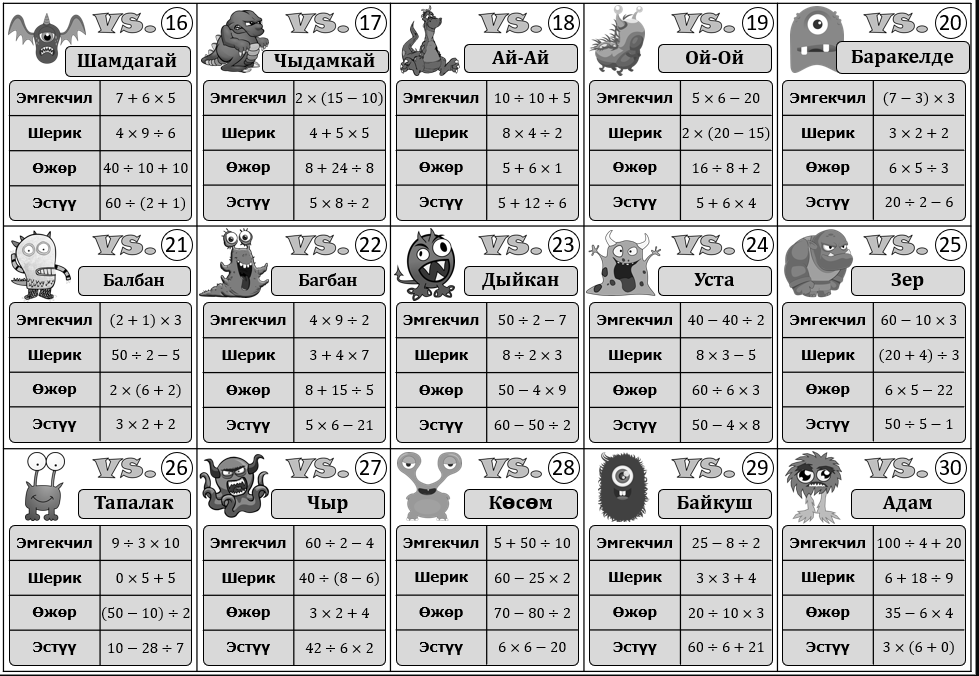 VS. 16
Шамдагай
Эмгекчил 7 + 6 × 5
Шерик 4 × 9 ÷ 6
Өжөр 40 ÷ 10 + 10
Эстүү 60 ÷ (2 + 1)
VS. 17
Чыдамкай
Эмгекчил 2 × (15 − 10)
Шерик 4 + 5 × 5
Өжөр 8 + 24 ÷ 8
Эстүү 5 × 8 ÷ 2
VS. 18
Ай-Ай
Эмгекчил 10 ÷ 10 + 5
Шерик 8 × 4 ÷ 2
Өжөр 5 + 6 × 1
Эстүү 5 + 12 ÷ 6
VS. 19
Ой-Ой
Эмгекчил 5 × 6 − 20
Шерик 2 × (20 − 15)
Өжөр 16 ÷ 8 + 2
Эстүү 5 + 6 × 4
VS. 20
Баракелде
Эмгекчил (7 − 3) × 3
Шерик 3 × 2 + 2
Өжөр 6 × 5 ÷ 3
Эстүү 20 ÷ 2 − 6
VS. 21
Балбан
Эмгекчил (2 + 1) × 3
Шерик 50 ÷ 2 − 5
Өжөр 2 × (6 + 2)
Эстүү 3 × 2 + 2
VS. 22
Багбан
Эмгекчил 4 × 9 ÷ 2
Шерик 3 + 4 × 7
Өжөр 8 + 15 ÷ 5
Эстүү 5 × 6 − 21
VS. 23
Дыйкан
Эмгекчил 50 ÷ 2 − 7
Шерик 8 ÷ 2 × 3
Өжөр 50 − 4 × 9
Эстүү 60 − 50 ÷ 2
VS. 24
Уста
Эмгекчил 40 − 40 ÷ 2
Шерик 8 × 3 − 5
Өжөр 60 ÷ 6 × 3
Эстүү 50 − 4 × 8
VS. 25
Зер
Эмгекчил 60 − 10 × 3
Шерик (20 + 4) ÷ 3
Өжөр 6 × 5 − 22
Эстүү 50 ÷ 5 − 1
VS. 26
Тапалак
Эмгекчил 9 ÷ 3 × 10
Шерик 0 × 5 + 5
Өжөр (50 − 10) ÷ 2
Эстүү 10 − 28 ÷ 7
VS. 27
Чыр
Эмгекчил 60 ÷ 2 − 4
Шерик 40 ÷ (8 − 6)
Өжөр 3 × 2 + 4
Эстүү 42 ÷ 6 × 2
VS. 28
Көсөм
Эмгекчил 5 + 50 ÷ 10
Шерик 60 − 25 × 2
Өжөр 70 − 80 ÷ 2
Эстүү 6 × 6 − 20
VS. 29
Байкуш
Эмгекчил 25 − 8 ÷ 2
Шерик 3 × 3 + 4
Өжөр 20 ÷ 10 × 3
Эстүү 60 ÷ 6 + 21
VS. 30
Адам
Эмгекчил 100 ÷ 4 + 20
Шерик 6 + 18 ÷ 9
Өжөр 35 − 6 × 4
Эстүү 3 × (6 + 0)